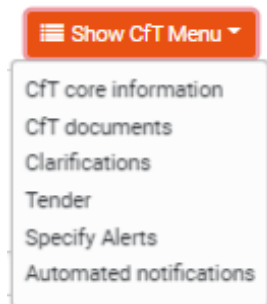 Show CfT Menu
CfT core information
CfT documents
Clarifications
Tender
Specify Alerts
Automated notifications